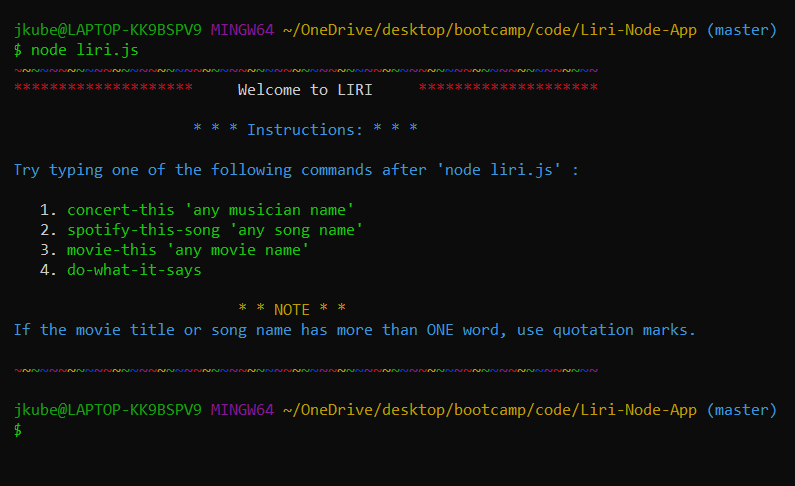 jkube@LAPTOP-KK9BSPV9 MINGW64 ~/OneDrive/desktop/bootcamp/code/Liri-Node-App (master)
$ node liri.js
~~~~~~~~~~~~~~~~~~~~~~~~~~~~~~~~~~~~~~~~~~~~~~~~~~~~~~~~~~~~~~~~~
********************     Welcome to LIRI     ********************
* * * Instructions: * * *
Try typing one of the following commands after 'node liri.js' :
1. concert-this 'any musician name'
2. spotify-this-song 'any song name'
3. movie-this 'any movie name'
4. do-what-it-says
* * NOTE * *
If the movie title or song name has more than ONE word, use quotation marks.
~~~~~~~~~~~~~~~~~~~~~~~~~~~~~~~~~~~~~~~~~~~~~~~~~~~~~~~~~~~~~~~~~
jkube@LAPTOP-KK9BSPV9 MINGW64 ~/OneDrive/desktop/bootcamp/code/Liri-Node-App (master)
$